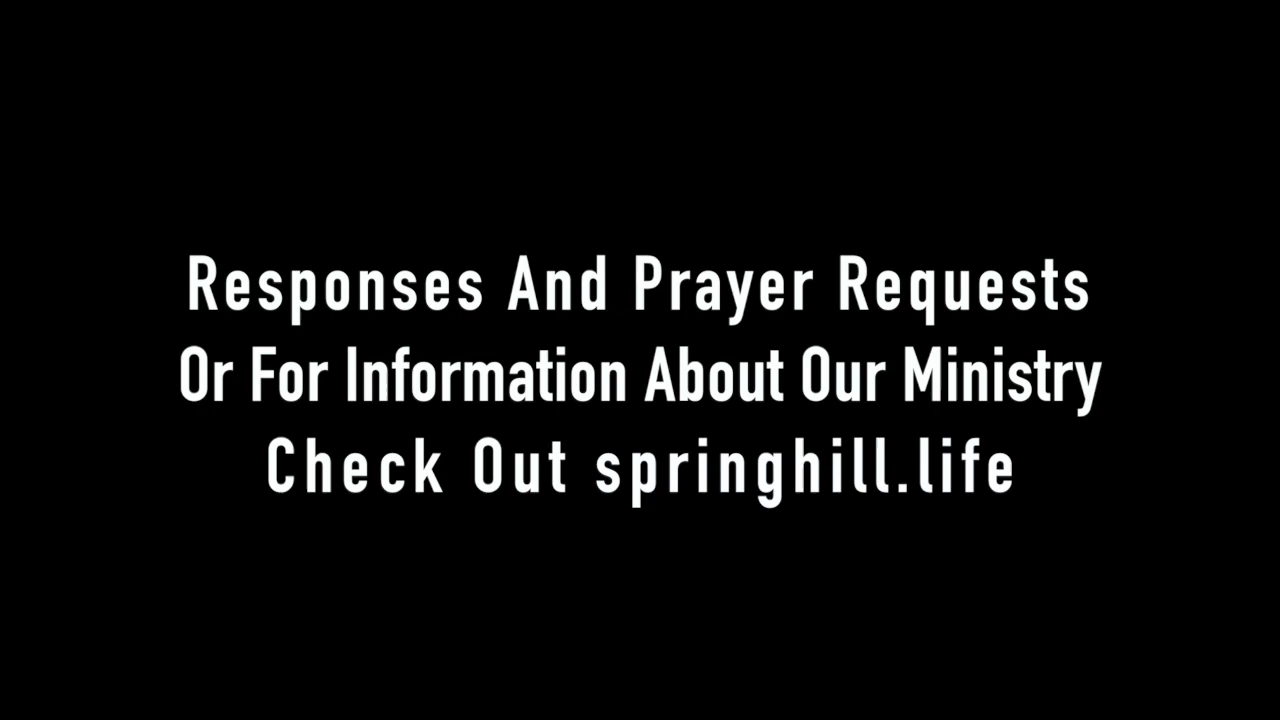 Responses And Prayer Requests
Or For Information About Our Ministry
Check Out springhill.life